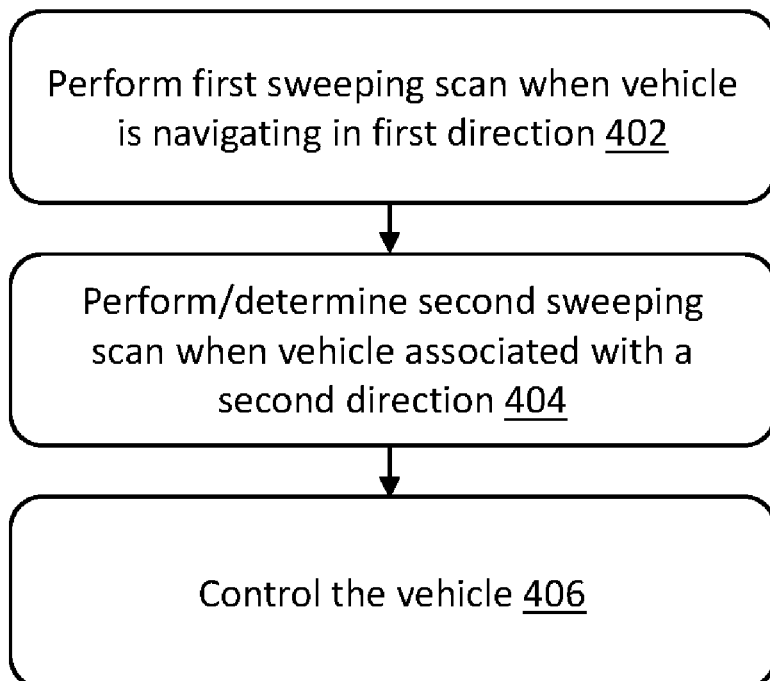 Perform first sweeping scan when vehicle
is navigating in first direction 402
Perform/determine second sweeping
scan when vehicle associated with a
second direction 404
Control the vehicle 406